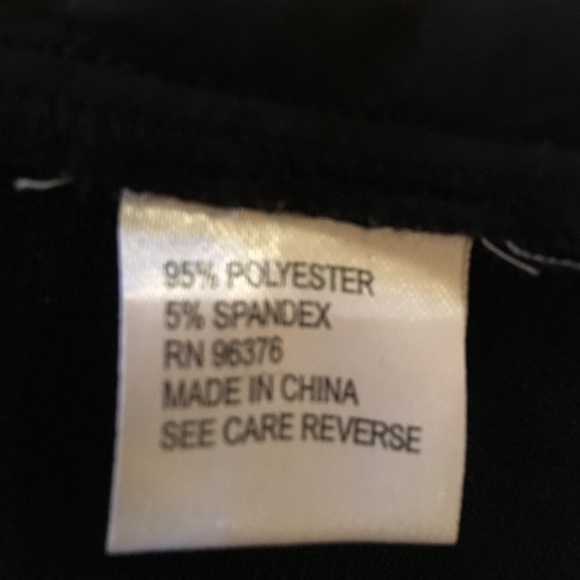 95% POLYESTER
5% SPANDEX
RN 96376
MADE IN CHINA
SEE CARE REVERSE